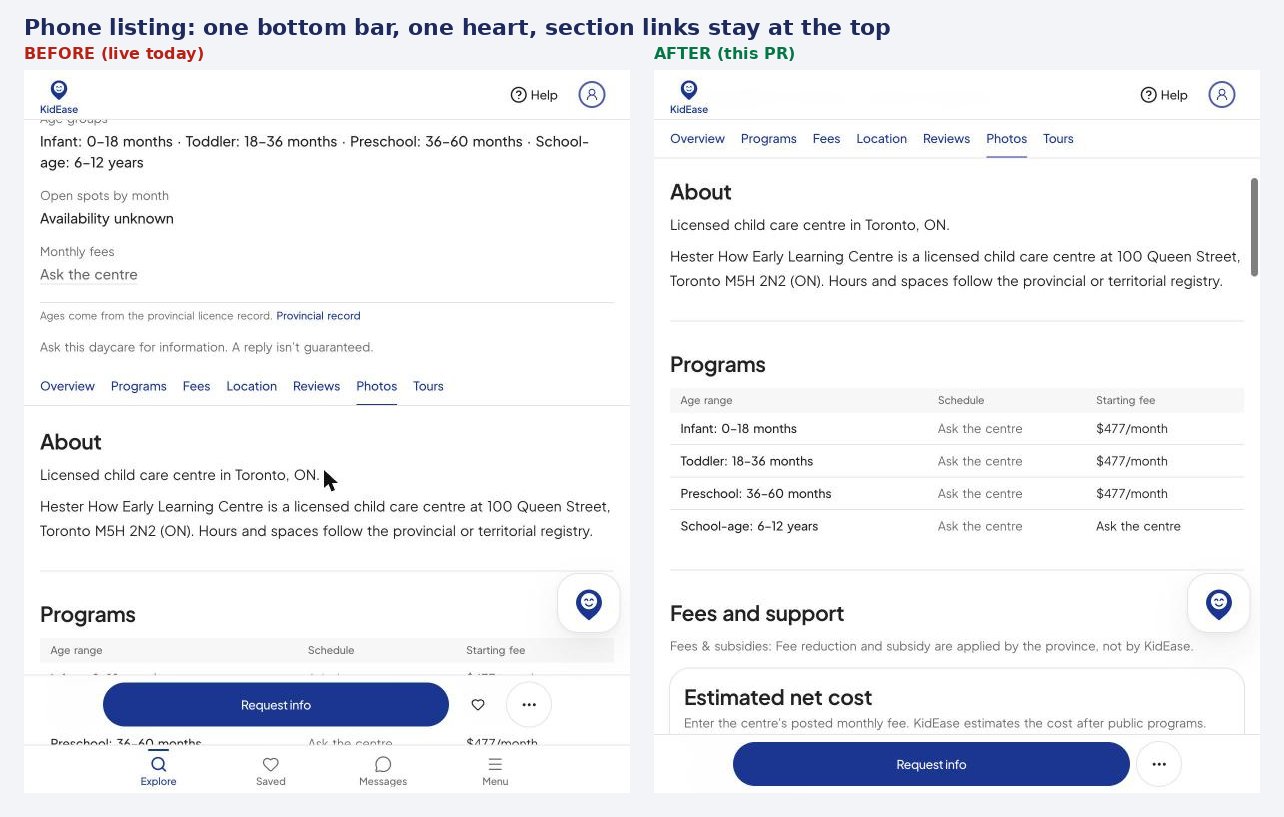 Phone listing: one bottom bar, one heart, section links stay at the top
BEFORE (live today)
KidEase
Help
Age groups
Infant: 0–18 months · Toddler: 18–36 months · Preschool: 36–60 months · School-
age: 6–12 years
Open spots by month
Availability unknown
Monthly fees
Ask the centre
Ages come from the provincial licence record. Provincial record
Ask this daycare for information. A reply isn't guaranteed.
Overview Programs Fees Location Reviews Photos Tours
About
Licensed child care centre in Toronto, ON.
Hester How Early Learning Centre is a licensed child care centre at 100 Queen Street,
Toronto M5H 2N2 (ON). Hours and spaces follow the provincial or territorial registry.
Programs
Age range Schedule Starting fee
Request info
Preschool: 36–60 months Ask the centre $477/month
Explore Saved Messages Menu
AFTER (this PR)
KidEase
Help
Overview Programs Fees Location Reviews Photos Tours
About
Licensed child care centre in Toronto, ON.
Hester How Early Learning Centre is a licensed child care centre at 100 Queen Street,
Toronto M5H 2N2 (ON). Hours and spaces follow the provincial or territorial registry.
Programs
Age range Schedule Starting fee
Infant: 0–18 months Ask the centre $477/month
Toddler: 18–36 months Ask the centre $477/month
Preschool: 36–60 months Ask the centre $477/month
School-age: 6–12 years Ask the centre Ask the centre
Fees and support
Fees & subsidies: Fee reduction and subsidy are applied by the province, not by KidEase.
Estimated net cost
Enter the centre's posted monthly fee. KidEase estimates the cost after public programs.
Request info